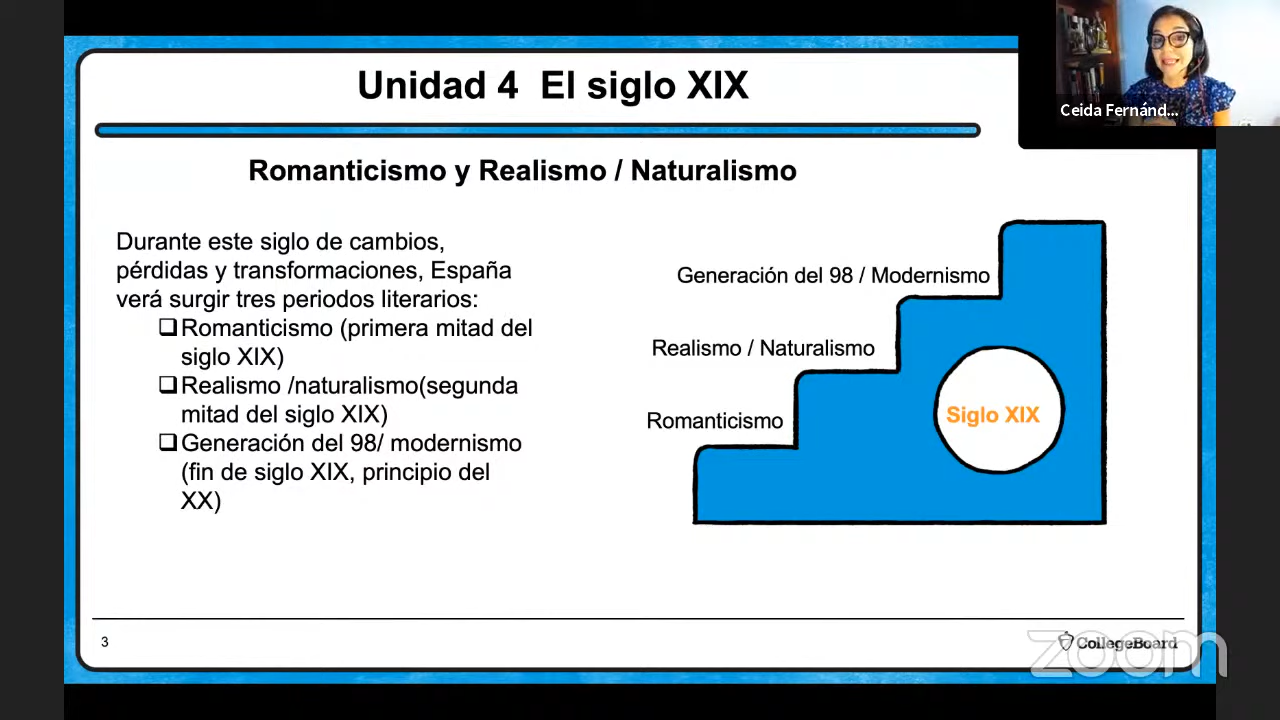 Unidad 4 El siglo XIX
Ceida Fernánd...
Romanticismo y Realismo / Naturalismo
Durante este siglo de cambios,
pérdidas y transformaciones, España
verá surgir tres periodos literarios:
❑Romanticismo (primera mitad del
siglo XIX)
❑Realismo /naturalismo(segunda
mitad del siglo XIX)
❑Generación del 98/ modernismo
(fin de siglo XIX, principio del
XX)
Generación del 98 / Modernismo
Realismo / Naturalismo
Romanticismo
Siglo XIX
3
CollegeBoard
zoom